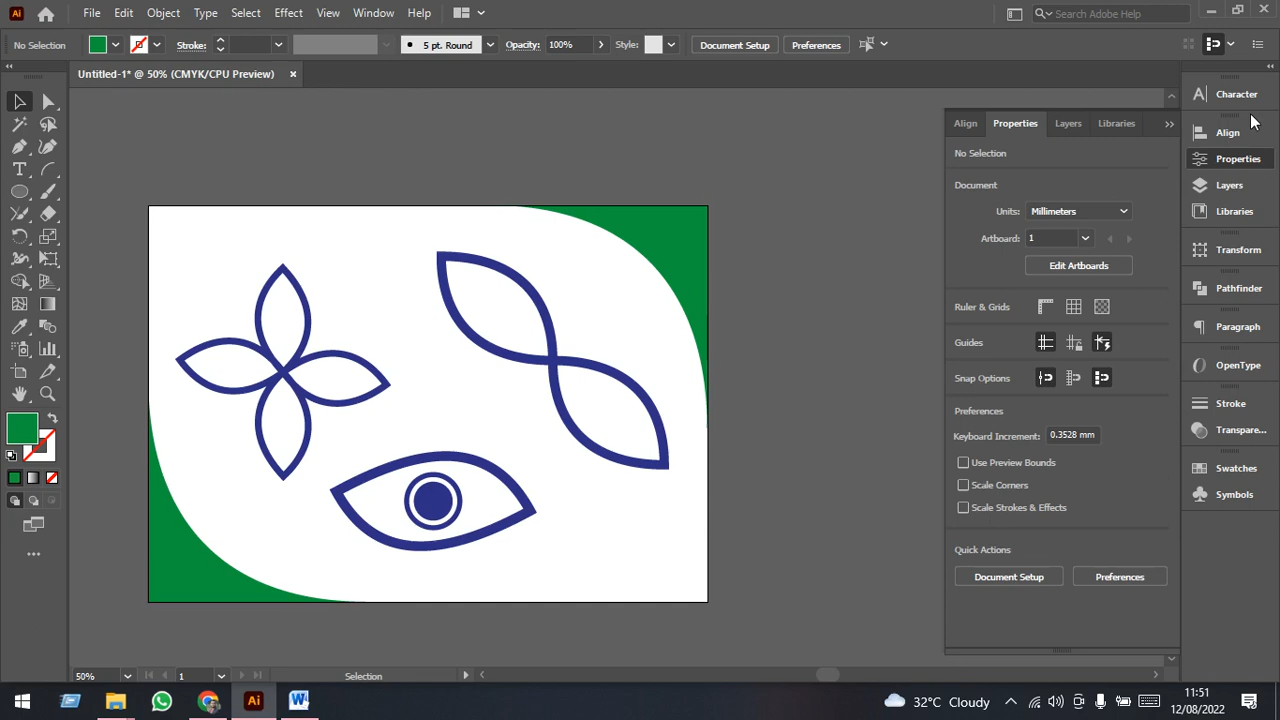 Ai File Edit Object Type Select Effect View Window Help Search Adobe Help
No Selection Stroke: 5 pt. Round Opacity: 100% Style: Document Setup Preferences
Untitled-1* @ 50% (CMYK/CPU Preview)
Character
Align Properties Layers Libraries
Align
No Selection
Properties
Document
Layers
Units: Millimeters
Libraries
Artboard: 1
Transform
Edit Artboards
Pathfinder
Ruler & Grids
Paragraph
Guides
OpenType
Snap Options
Stroke
Preferences
Transpare...
Keyboard Increment: 0.3528 mm
Use Preview Bounds
Swatches
Scale Corners
Symbols
Scale Strokes & Effects
Quick Actions
Document Setup Preferences
50% 1 Selection
Ai W 32°C Cloudy 11:51
12/08/2022